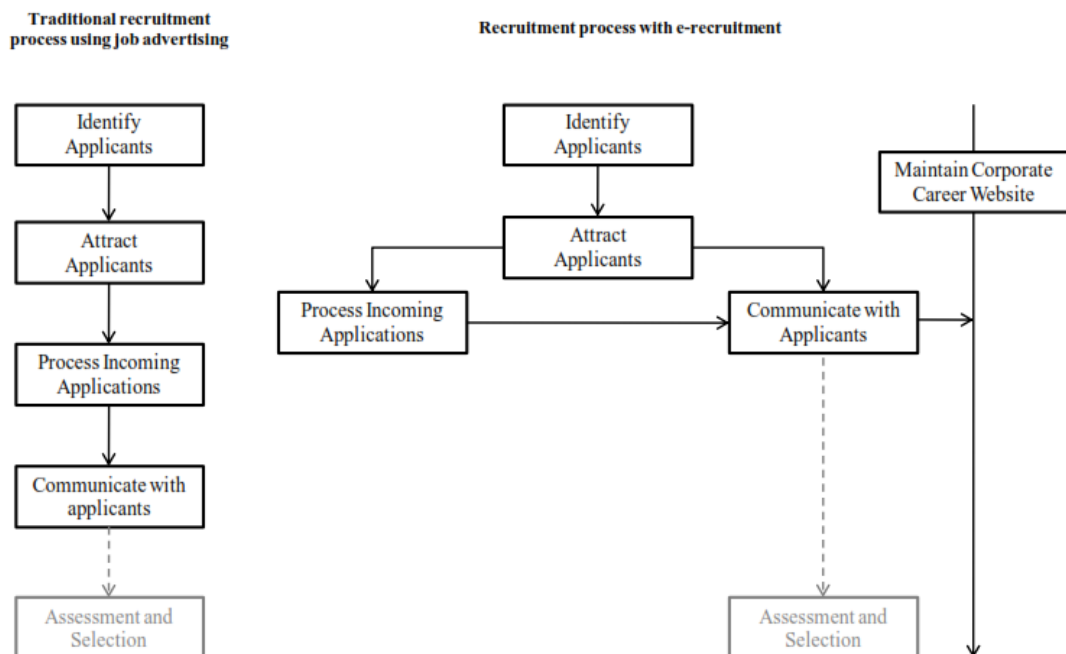 Traditional recruitment
process using job advertising
Identify
Applicants
Attract
Applicants
Process Incoming
Applications
Communicate with
applicants
Assessment and
Selection
Recruitment process with e-recruitment
Identify
Applicants
Attract
Applicants
Process Incoming
Applications
Communicate with
Applicants
Assessment and
Selection
Maintain Corporate
Career Website